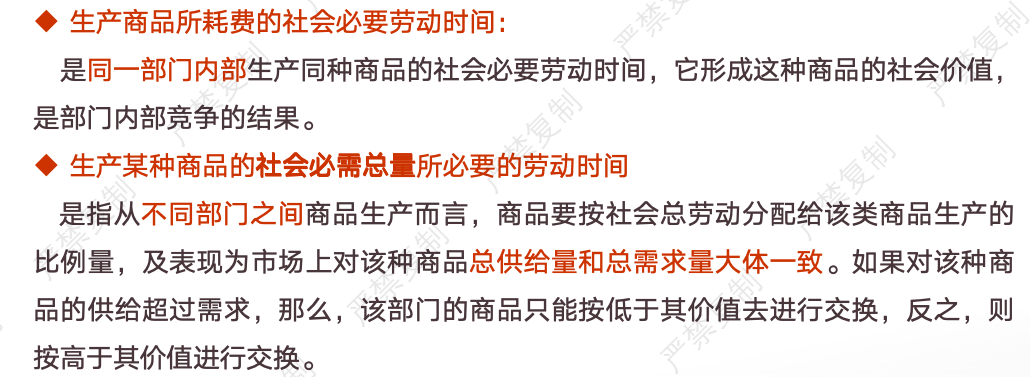 ◆ 生产商品所耗费的社会必要劳动时间：
是同一部门内部生产同种商品的社会必要劳动时间，它形成这种商品的社会价值，
是部门内部竞争的结果。
◆ 生产某种商品的社会必需总量所必要的劳动时间
是指从不同部门之间商品生产而言，商品要按社会总劳动分配给该类商品生产的
比例量，及表现为市场上对该种商品总供给量和总需求量大体一致。如果对该种商
品的供给超过需求，那么，该部门的商品只能按低于其价值去进行交换，反之，则
按高于其价值进行交换。
严禁复制
严禁复制
严禁复制
严禁复制
严禁复制
严禁复制
严禁复制
严禁复制